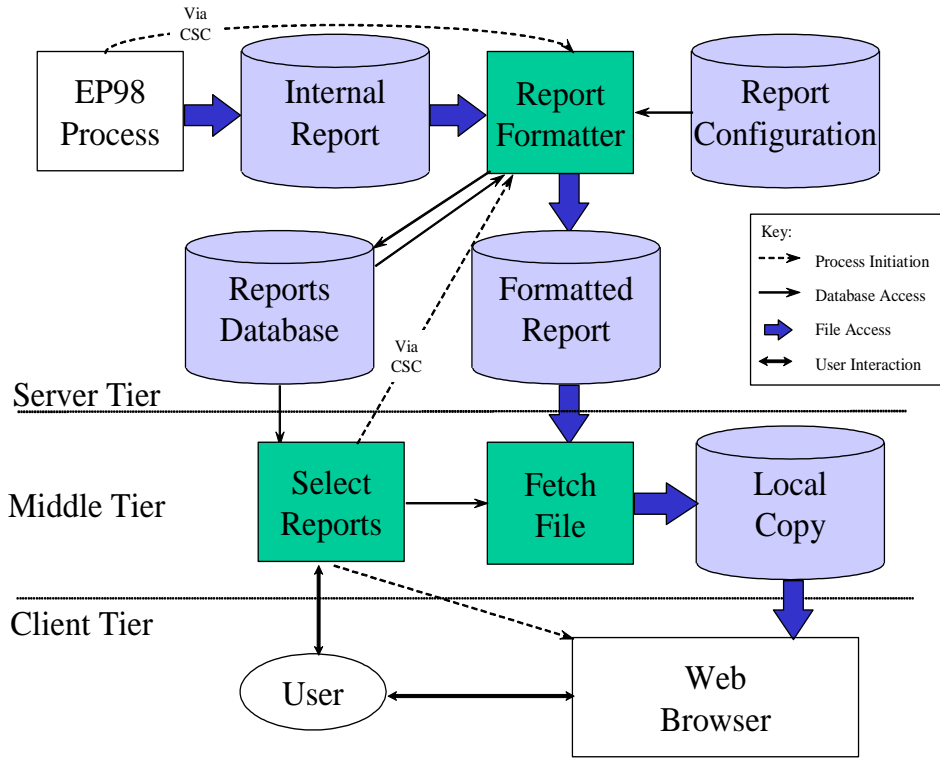 Via
CSC
EP98
Process
Internal
Report
Report
Formatter
Report
Configuration
Key:
Process Initiation
Database Access
File Access
User Interaction
Reports
Database
Formatted
Report
Via
CSC
Server Tier
Middle Tier
Select
Reports
Fetch
File
Local
Copy
Client Tier
User
Web
Browser